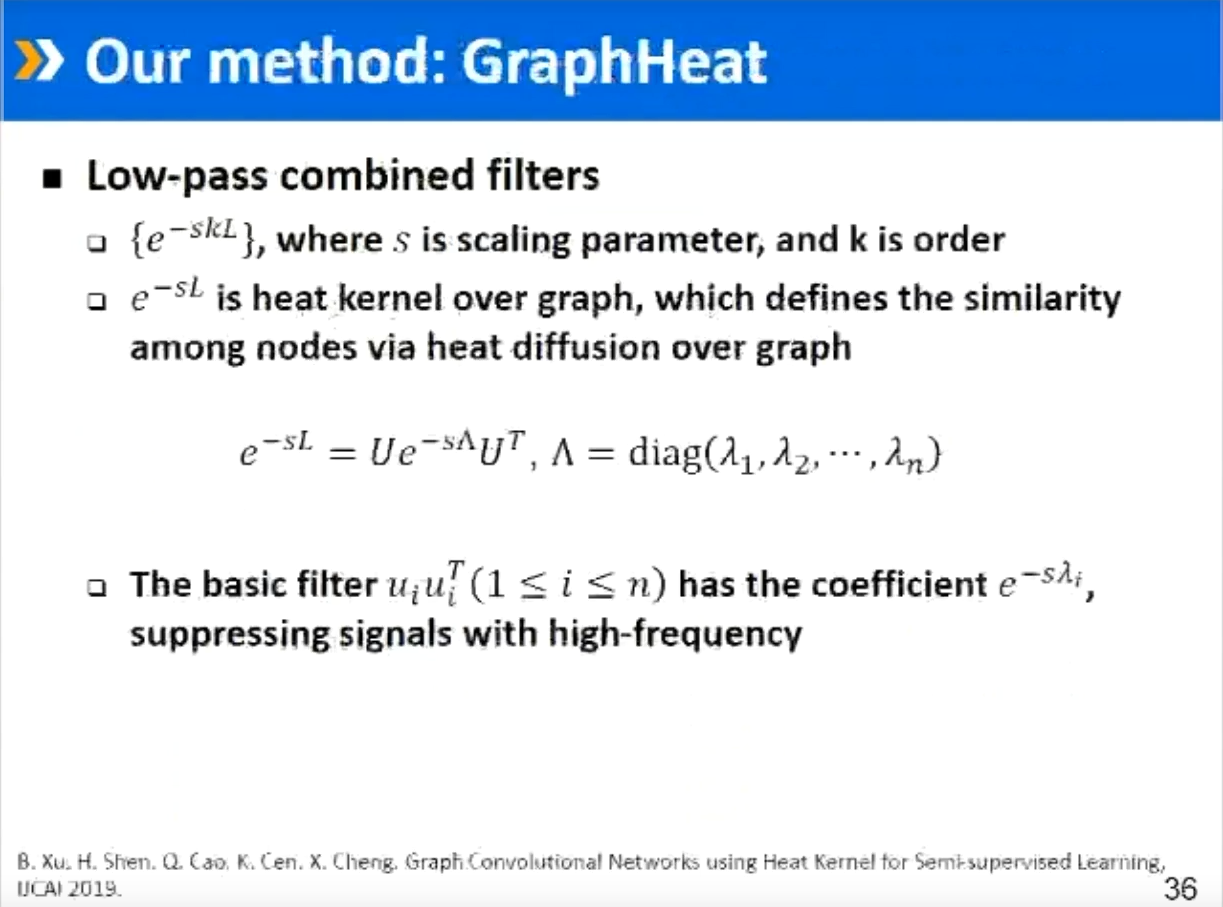 » Our method: GraphHeat
■ Low-pass combined filters
❑ {e^{-skL}}, where s is scaling parameter, and k is order
❑ e^{-sL} is heat kernel over graph, which defines the similarity
among nodes via heat diffusion over graph
e^{-sL} = Ue^{-sΛ}U^T, Λ = diag(λ₁, λ₂, ⋯, λₙ)
❑ The basic filter u_i u_i^T (1 ≤ i ≤ n) has the coefficient e^{-sλ_i},
suppressing signals with high-frequency
B. Xu. H. Shen. Q. Cao. K. Cen. X. Cheng. Graph Convolutional Networks using Heat Kernel for Semi-supervised Learning,
IJCAI 2019.
36